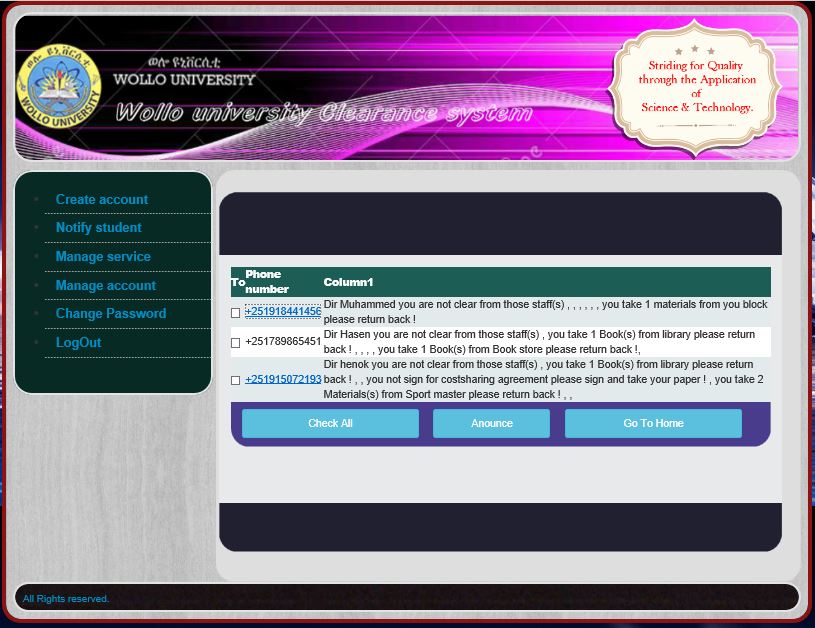 ወሎ ዩኒቨርሲቲ
WOLLO UNIVERSITY
ወሎ ዩኒቨርሲቲ
WOLLO UNIVERSITY
Wollo university Clearance system
Striding for Quality
through the Application
of
Science & Technology.
Create account
Notify student
Manage service
Manage account
Change Password
LogOut
To Phone number Column1
+251918441456 Dir Muhammed you are not clear from those staff(s) , , , , , , you take 1 materials from you block
please return back !
+251789865451 Dir Hasen you are not clear from those staff(s) , you take 1 Book(s) from library please return
back ! , , , , you take 1 Book(s) from Book store please return back !,
Dir henok you are not clear from those staff(s) , you take 1 Book(s) from library please return
+251915072193 back ! , , you not sign for costsharing agreement please sign and take your paper ! , you take 2
Materials(s) from Sport master please return back ! , ,
Check All Anounce Go To Home
All Rights reserved.